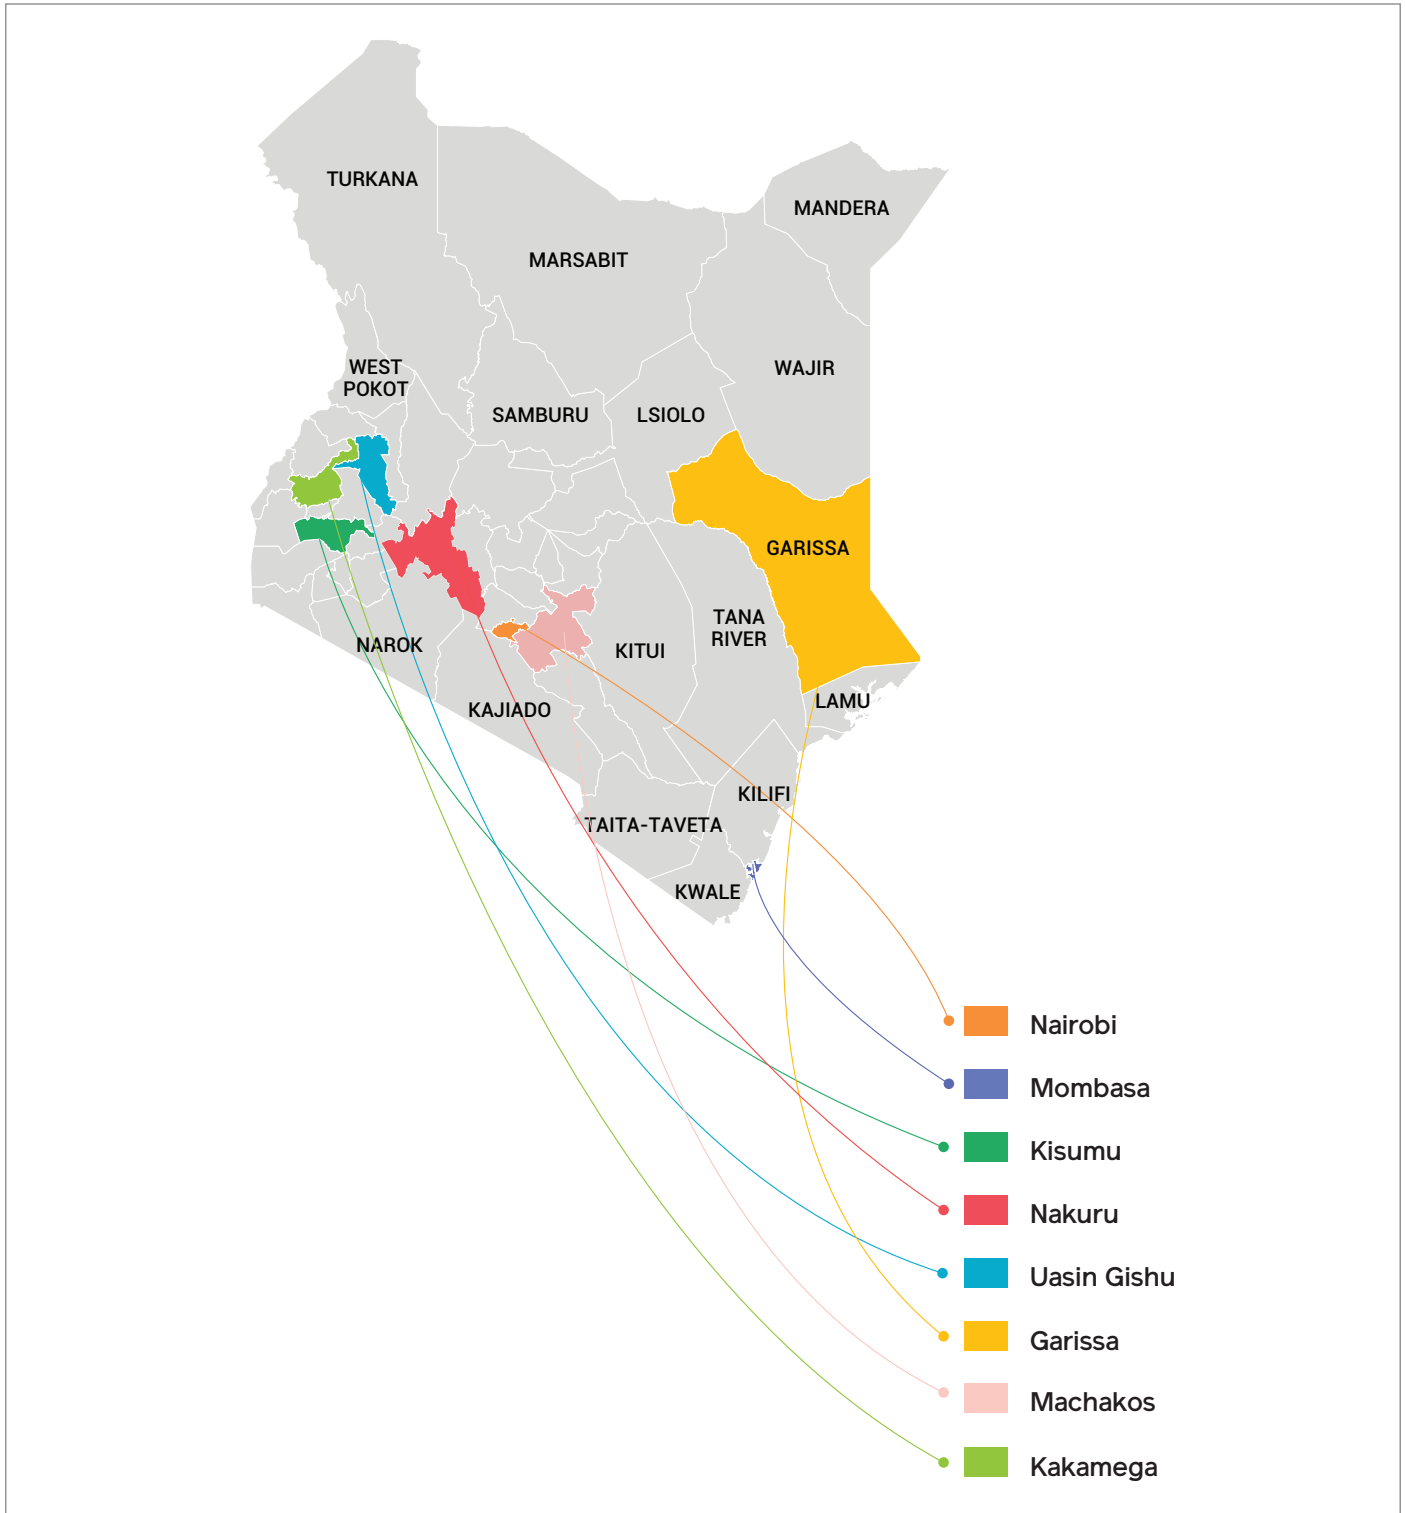 TURKANA
MANDERA
MARSABIT
WEST
POKOT
WAJIR
SAMBURU
LSIOLO
GARISSA
TANA
RIVER
NAROK
KITUI
KAJIADO
LAMU
KILIFI
TAITA-TAVETA
KWALE
Nairobi
Mombasa
Kisumu
Nakuru
Uasin Gishu
Garissa
Machakos
Kakamega